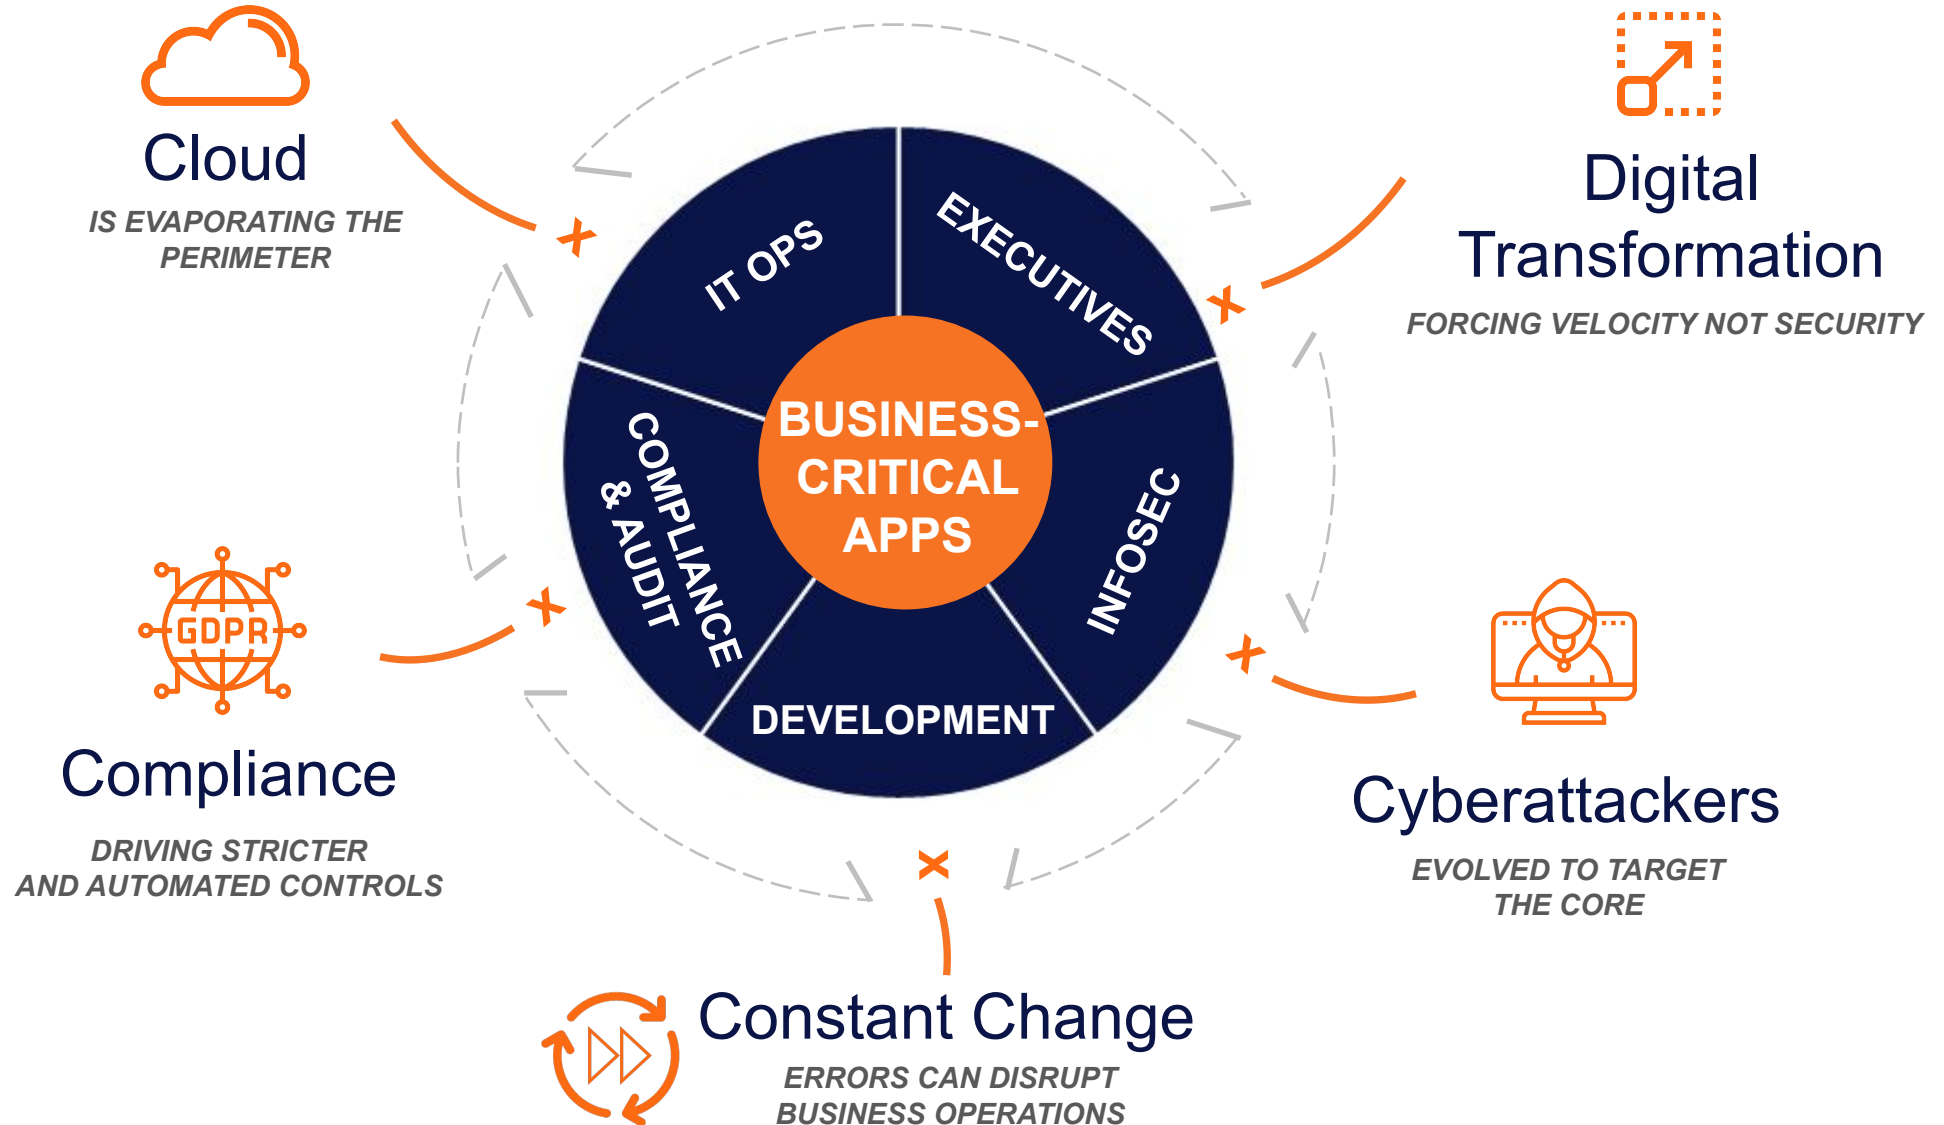 Cloud
IS EVAPORATING THE
PERIMETER
Digital
Transformation
FORCING VELOCITY NOT SECURITY
IT OPS
EXECUTIVES
BUSINESS-
CRITICAL
APPS
COMPLIANCE
& AUDIT
INFOSEC
DEVELOPMENT
GDPR
Compliance
DRIVING STRICTER
AND AUTOMATED CONTROLS
Cyberattackers
EVOLVED TO TARGET
THE CORE
Constant Change
ERRORS CAN DISRUPT
BUSINESS OPERATIONS